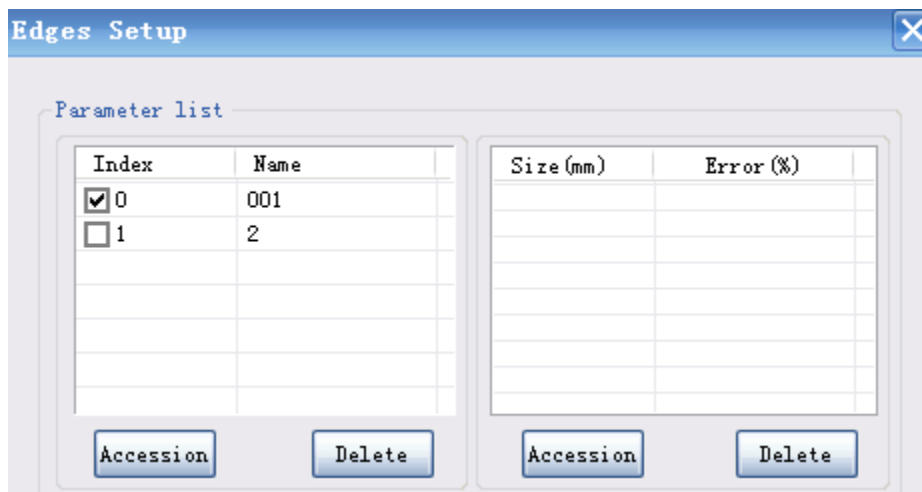 Edges Setup
Parameter list
Index Name Size(mm) Error(%)
0 001
1 2
Accession Delete Accession Delete